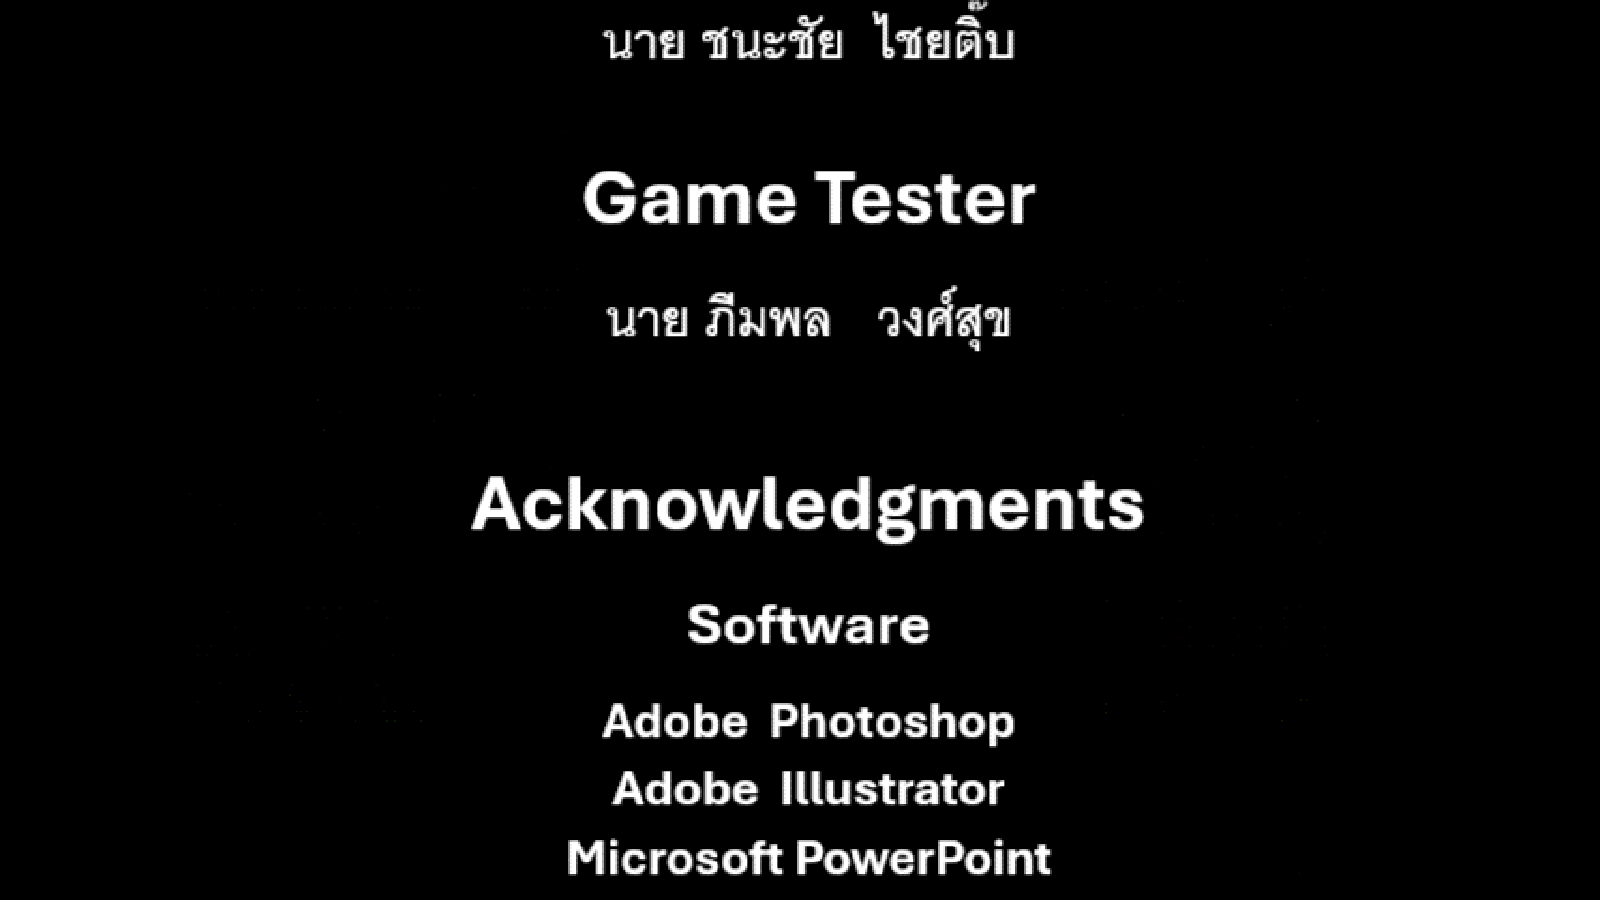 นาย ชนะชัย ไชยติ๊บ
Game Tester
นาย ภีมพล วงศ์สุข
Acknowledgments
Software
Adobe Photoshop
Adobe Illustrator
Microsoft PowerPoint